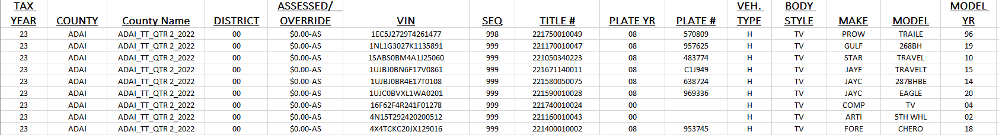 TAX ASSESSED/ VEH. BODY MODEL
YEAR COUNTY County Name DISTRICT OVERRIDE VIN SEQ TITLE # PLATE YR PLATE # TYPE STYLE MAKE MODEL YR
23 ADAI ADAI_TT_QTR 2_2022 00 $0.00-AS 1EC5J2729T4261477 998 221750010049 08 570809 H TV PROW TRAILE 96
23 ADAI ADAI_TT_QTR 2_2022 00 $0.00-AS 1NL1G3027K1135891 999 221170010047 08 957625 H TV GULF 268BH 19
23 ADAI ADAI_TT_QTR 2_2022 00 $0.00-AS 1SABS0BM4A1J25060 999 221050340223 08 483774 H TV STAR TRAVEL 10
23 ADAI ADAI_TT_QTR 2_2022 00 $0.00-AS 1UJBJ0BN6F17V0861 999 221671140011 08 C1J949 H TV JAYF TRAVELT 15
23 ADAI ADAI_TT_QTR 2_2022 00 $0.00-AS 1UJBJ0BR4E17T0108 999 221580050075 08 638724 H TV JAYC 287BHBE 14
23 ADAI ADAI_TT_QTR 2_2022 00 $0.00-AS 1UJC0BVXL1WA0201 999 221590010028 08 969336 H TV JAYC EAGLE 20
23 ADAI ADAI_TT_QTR 2_2022 00 $0.00-AS 16F62F4R241F01278 999 221740010024 00 H TV COMP TV 04
23 ADAI ADAI_TT_QTR 2_2022 00 $0.00-AS 4N15T292420200512 999 221160010043 00 H TV ARTI 5TH WHL 02
23 ADAI ADAI_TT_QTR 2_2022 00 $0.00-AS 4X4TCKC20JX129016 999 221400010002 08 953745 H TV FORE CHERO 18